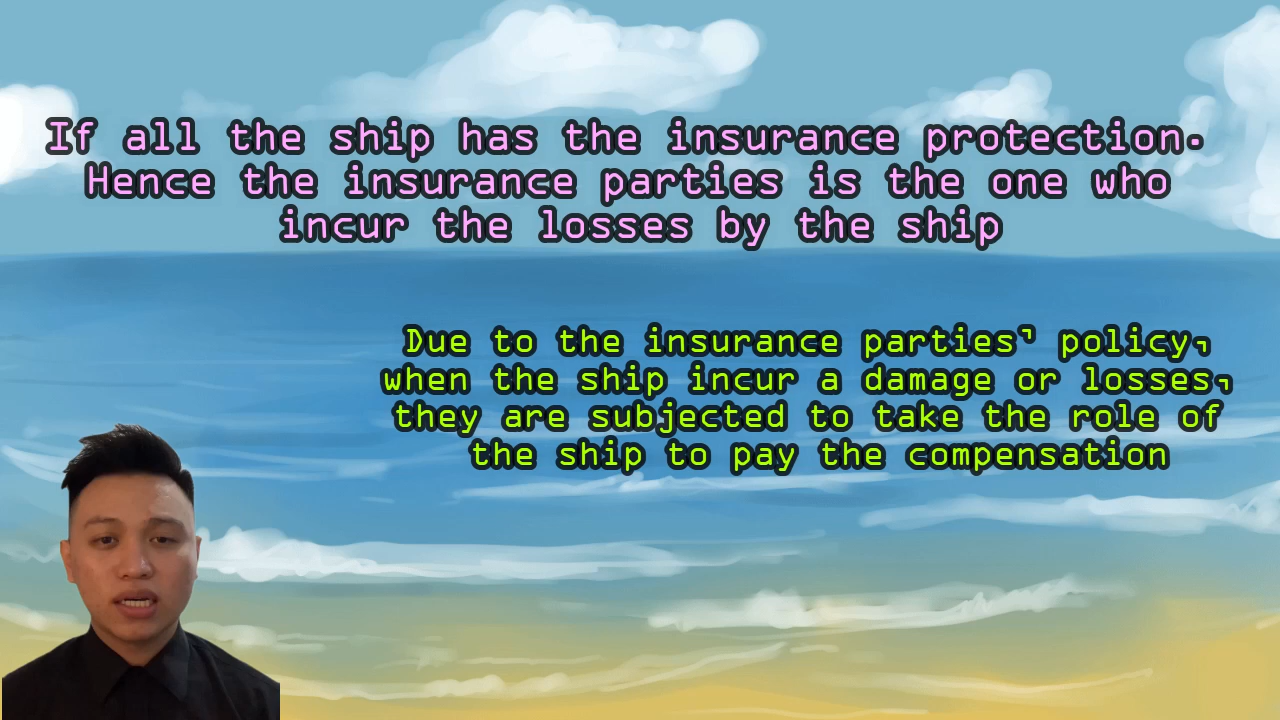 If all the ship has the insurance protection.
Hence the insurance parties is the one who
incur the losses by the ship
Due to the insurance parties' policy,
when the ship incur a damage or losses,
they are subjected to take the role of
the ship to pay the compensation